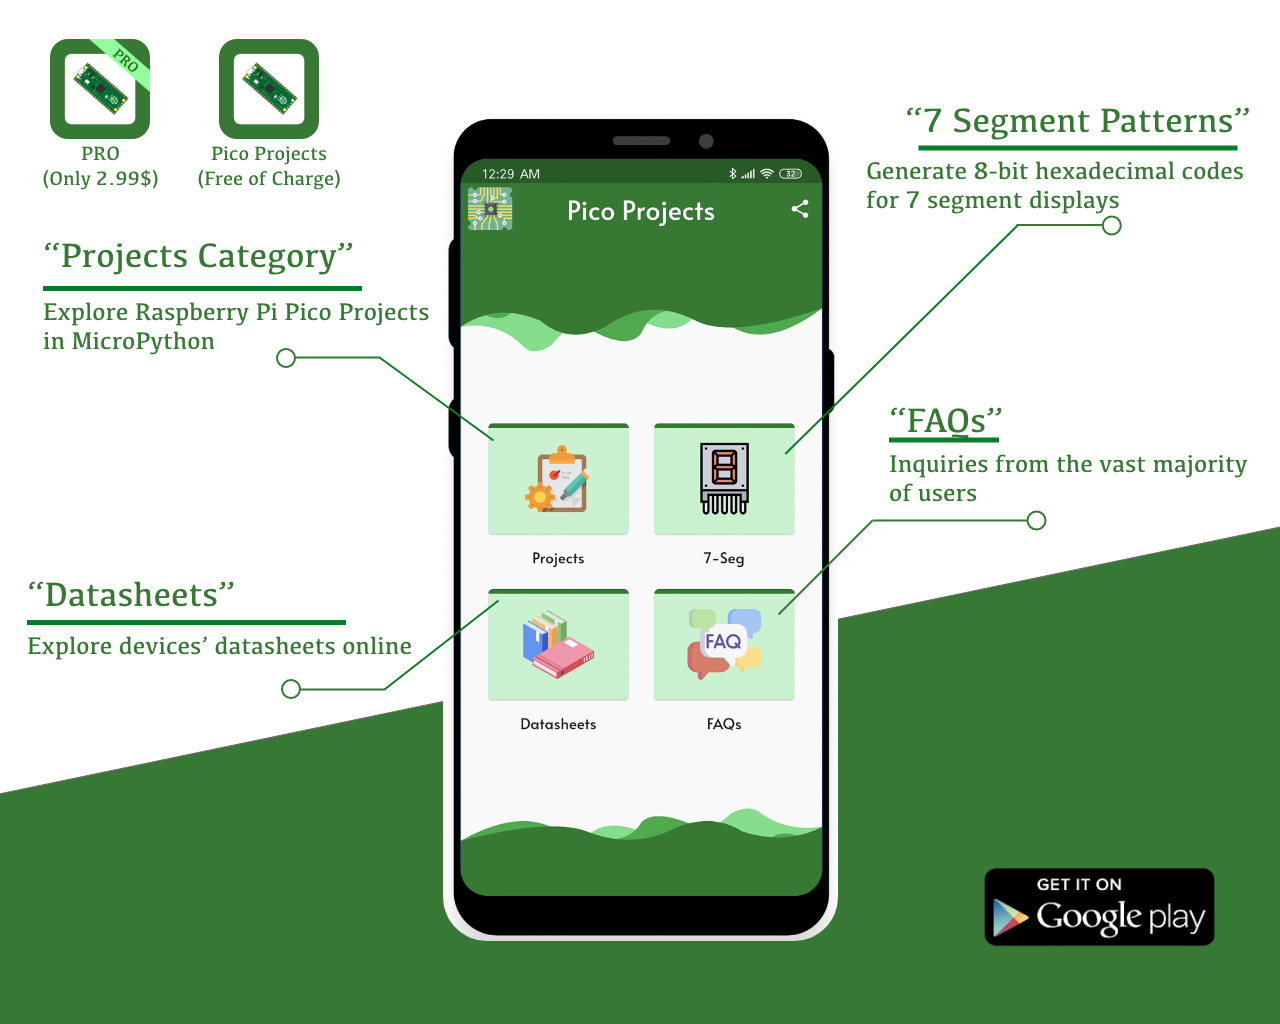 PRO
PRO
(Only 2.99$)
Pico Projects
(Free of Charge)
“Projects Category”
Explore Raspberry Pi Pico Projects
in MicroPython
“Datasheets”
Explore devices’ datasheets online
12:29 AM
32
Pico Projects
Projects
7-Seg
FAQ
Datasheets
FAQs
“7 Segment Patterns”
Generate 8-bit hexadecimal codes
for 7 segment displays
“FAQs”
Inquiries from the vast majority
of users
GET IT ON
Google play